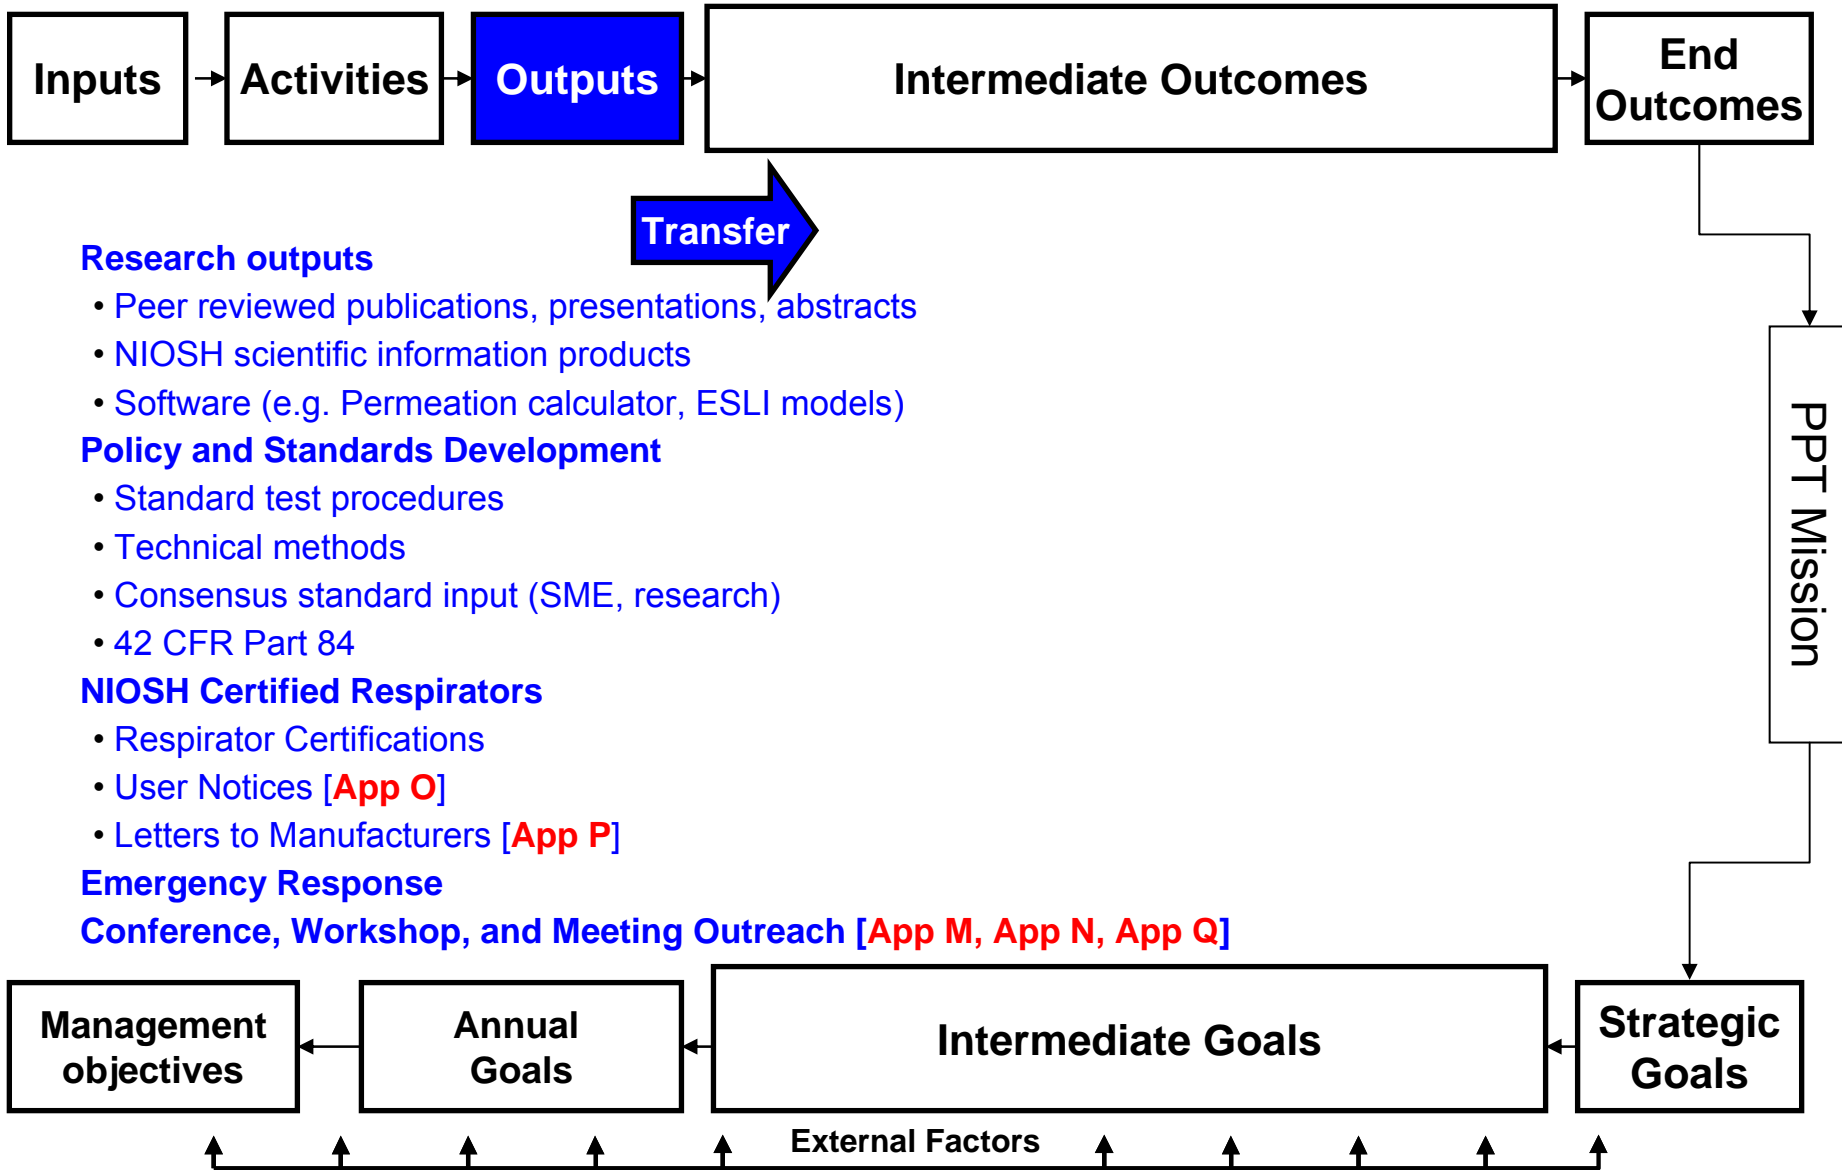 Inputs
Activities
Outputs
Intermediate Outcomes
End
Outcomes
Transfer
Research outputs
• Peer reviewed publications, presentations, abstracts
• NIOSH scientific information products
• Software (e.g. Permeation calculator, ESLI models)
Policy and Standards Development
• Standard test procedures
• Technical methods
• Consensus standard input (SME, research)
• 42 CFR Part 84
NIOSH Certified Respirators
• Respirator Certifications
• User Notices [App O]
• Letters to Manufacturers [App P]
Emergency Response
Conference, Workshop, and Meeting Outreach [App M, App N, App Q]
PPT Mission
Management
objectives
Annual
Goals
Intermediate Goals
Strategic
Goals
External Factors